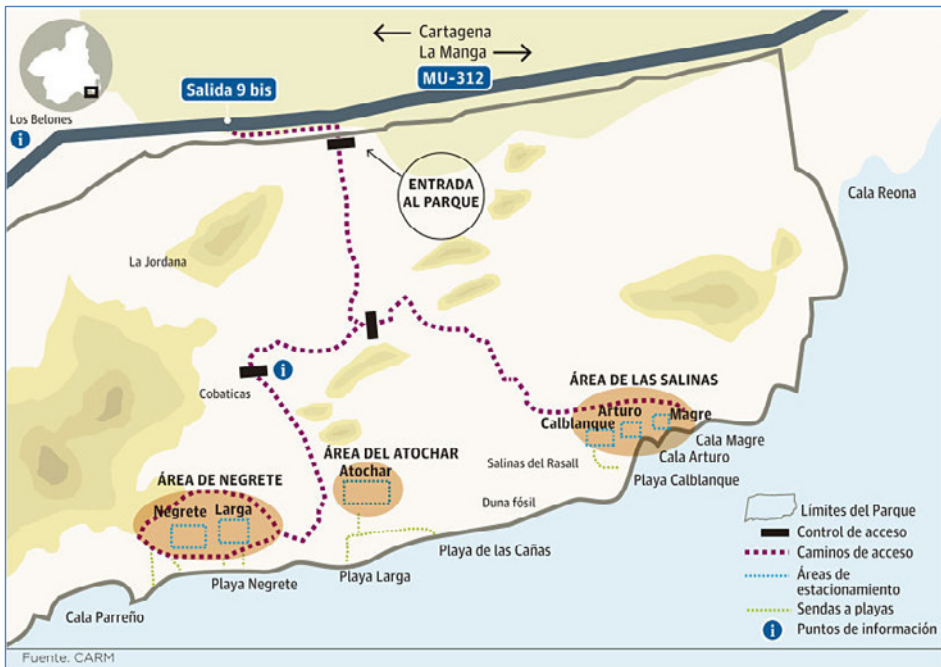 Cartagena
La Manga
MU-312
Salida 9 bis
Los Belones
i
ENTRADA
AL PARQUE
Cala Reona
La Jordana
i
Cobaticas
ÁREA DE LAS SALINAS
Arturo
Magre
Calblanque
Cala Magre
Cala Arturo
Salinas del Rasall
Playa Calblanque
ÁREA DEL ATOCHAR
Atochar
Duna fósil
ÁREA DE NEGRETE
Negrete
Larga
Playa de las Cañas
Playa Larga
Playa Negrete
Cala Parreño
Límites del Parque
Control de acceso
Caminos de acceso
Áreas de
estacionamiento
Sendas a playas
i Puntos de información
Fuente. CARM